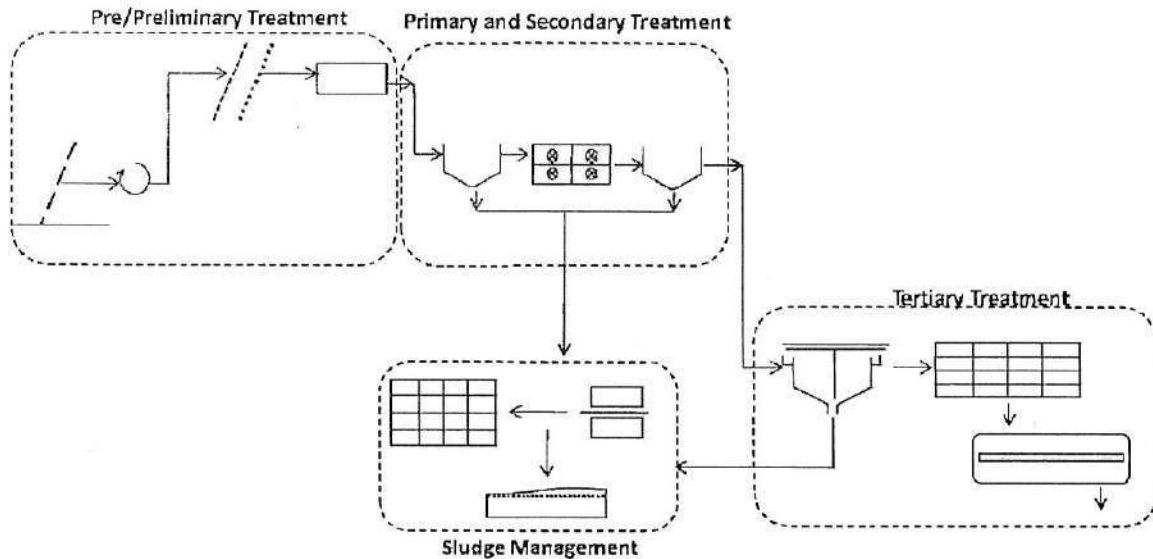 Pre/Preliminary Treatment
Primary and Secondary Treatment
Tertiary Treatment
Sludge Management